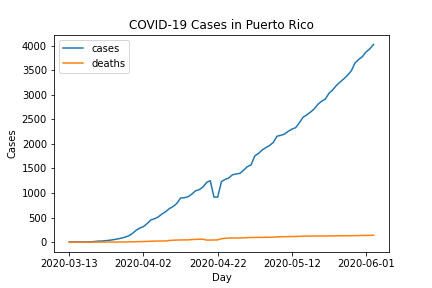 COVID-19 Cases in Puerto Rico
cases
deaths
4000
3500
3000
2500
2000
1500
1000
500
0
Cases
2020-03-13 2020-04-02 2020-04-22 2020-05-12 2020-06-01
Day